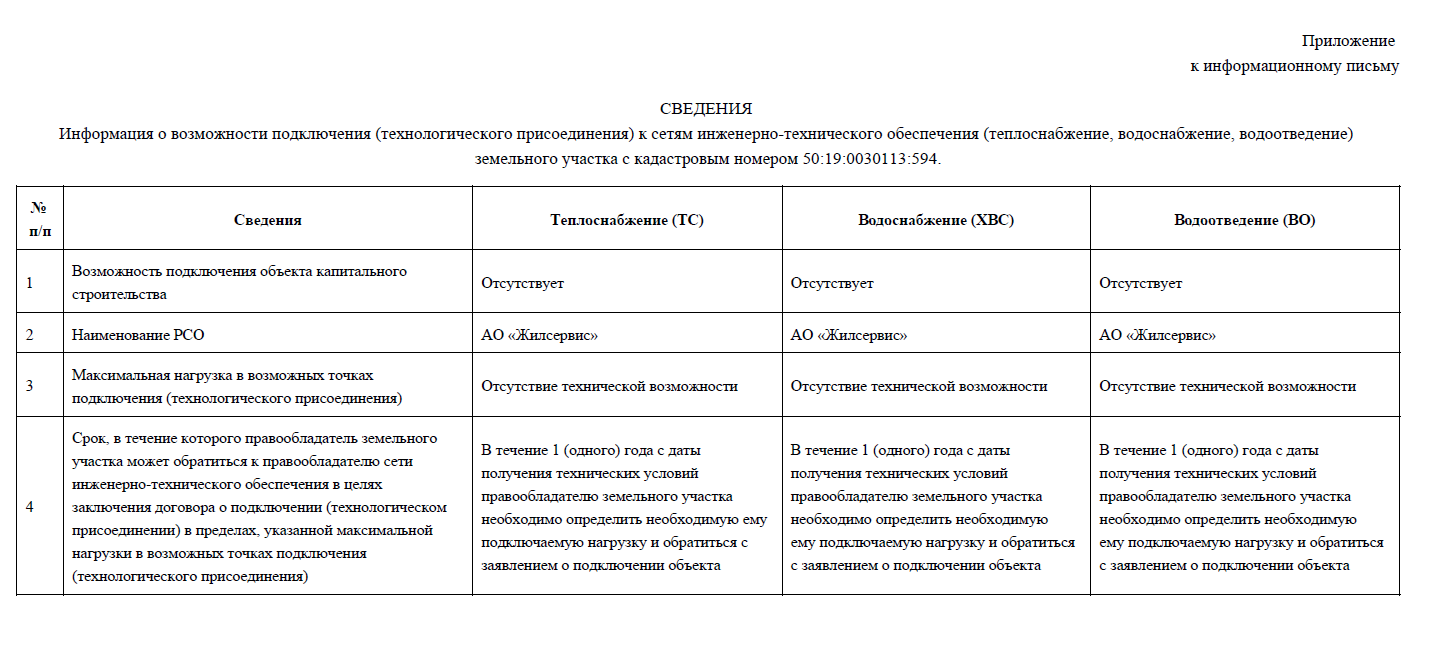 Приложение
к информационному письму
СВЕДЕНИЯ
Информация о возможности подключения (технологического присоединения) к сетям инженерно-технического обеспечения (теплоснабжение, водоснабжение, водоотведение)
земельного участка с кадастровым номером 50:19:0030113:594.
№
п/п
Сведения
Теплоснабжение (ТС)
Водоснабжение (ХВС)
Водоотведение (ВО)
1
Возможность подключения объекта капитального
строительства
Отсутствует
Отсутствует
Отсутствует
2
Наименование РСО
АО «Жилсервис»
АО «Жилсервис»
АО «Жилсервис»
3
Максимальная нагрузка в возможных точках
подключения (технологического присоединения)
Отсутствие технической возможности
Отсутствие технической возможности
Отсутствие технической возможности
4
Срок, в течение которого правообладатель земельного
участка может обратиться к правообладателю сети
инженерно-технического обеспечения в целях
заключения договора о подключении (технологическом
присоединении) в пределах, указанной максимальной
нагрузки в возможных точках подключения
(технологического присоединения)
В течение 1 (одного) года с даты
получения технических условий
правообладателю земельного участка
необходимо определить необходимую ему
подключаемую нагрузку и обратиться с
заявлением о подключении объекта
В течение 1 (одного) года с даты
получения технических условий
правообладателю земельного участка
необходимо определить необходимую
ему подключаемую нагрузку и обратиться
с заявлением о подключении объекта
В течение 1 (одного) года с даты
получения технических условий
правообладателю земельного участка
необходимо определить необходимую
ему подключаемую нагрузку и обратиться
с заявлением о подключении объекта